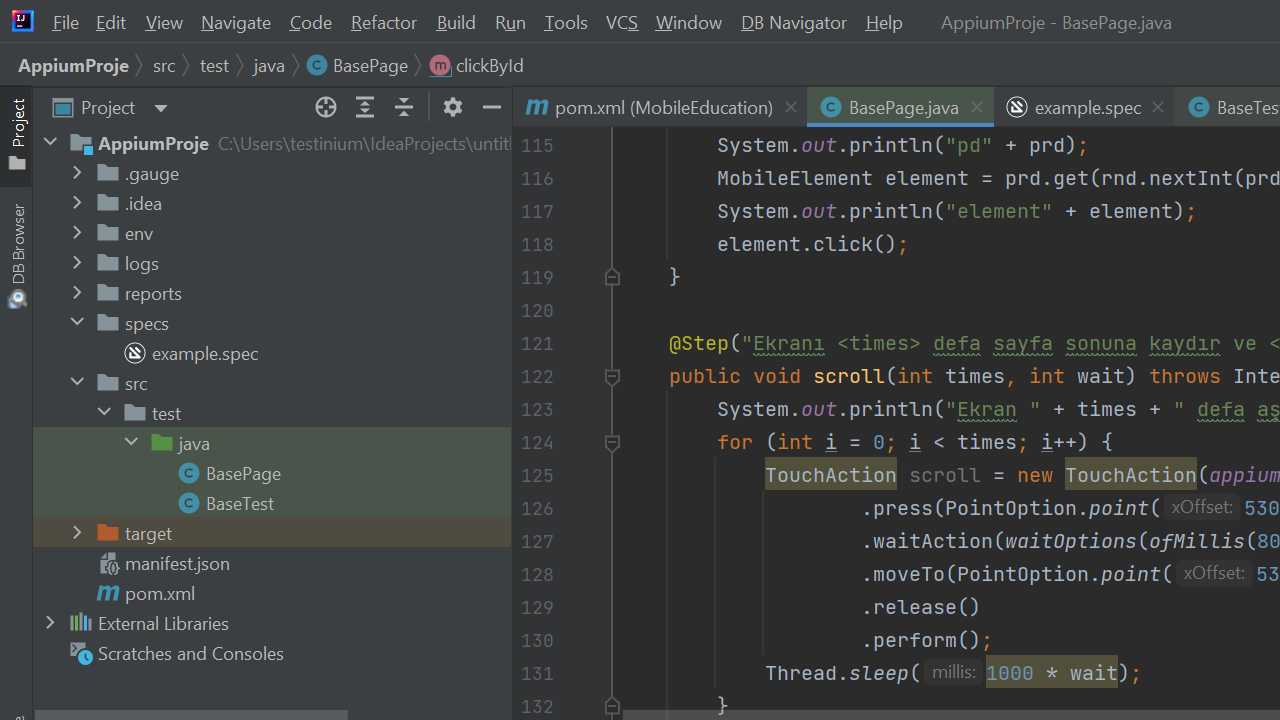 File Edit View Navigate Code Refactor Build Run Tools VCS Window DB Navigator Help AppiumProje - BasePage.java
AppiumProje src test java BasePage m clickById
Project
DB Browser
Project
AppiumProje C:\Users\testinium\IdeaProjects\untitl
.gauge
.idea
env
logs
reports
specs
example.spec
src
test
java
C BasePage
C BaseTest
target
manifest.json
m pom.xml
External Libraries
Scratches and Consoles
m pom.xml (MobileEducation) C BasePage.java example.spec C BaseTest
115 System.out.println("pd" + prd);
116 MobileElement element = prd.get(rnd.nextInt(prd
117 System.out.println("element" + element);
118 element.click();
119 }
120
121 @Step("Ekranı <times> defa sayfa sonuna kaydır ve <
122 public void scroll(int times, int wait) throws Inte
123 System.out.println("Ekran " + times + " defa aş
124 for (int i = 0; i < times; i++) {
125 TouchAction scroll = new TouchAction(appium
126 .press(PointOption.point( xOffset: 530
127 .waitAction(waitOptions(ofMillis(80
128 .moveTo(PointOption.point( xOffset: 53
129 .release()
130 .perform();
131 Thread.sleep( millis: 1000 * wait);
132 }